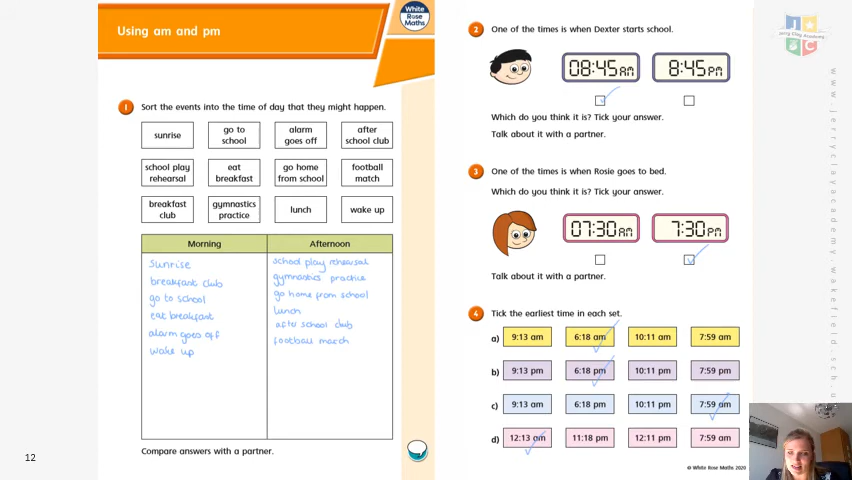 Using am and pm
White
Rose
Maths
1 Sort the events into the time of day that they might happen.
sunrise
go to
school
alarm
goes off
after
school club
school play
rehearsal
eat
breakfast
go home
from school
football
match
breakfast
club
gymnastics
practice
lunch
wake up
Morning
Afternoon
sunrise
breakfast club
go to school
eat breakfast
alarm goes off
wake up
school play rehearsal
gymnastics practice
go home from school
lunch
after school club
football match
Compare answers with a partner.
12
2 One of the times is when Dexter starts school.
08:45 AM
8:45 PM
Which do you think it is? Tick your answer.
Talk about it with a partner.
3 One of the times is when Rosie goes to bed.
Which do you think it is? Tick your answer.
07:30 AM
7:30 PM
Talk about it with a partner.
4 Tick the earliest time in each set.
a) 9:13 am 6:18 am 10:11 am 7:59 am
b) 9:13 pm 6:18 pm 10:11 pm 7:59 pm
c) 9:13 am 6:18 pm 10:11 pm 7:59 am
d) 12:13 am 11:18 pm 12:11 pm 7:59 am
© White Rose Maths 2020
Jerry Clay Academy
J C
www.jerryclayacademy.wakefield.sch.u